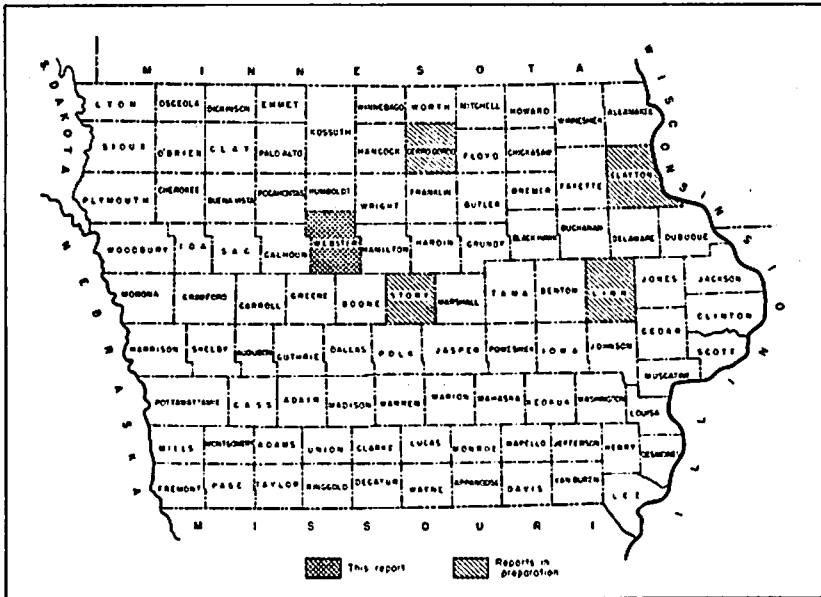 M I N N E S O T A
S. DAKOTA
WISCONSIN
LYON OSCEOLA DICKINSON EMMET KOSSUTH WINNEBAGO WORTH MITCHELL HOWARD WINNESHIEK ALLAMAKEE
SIOUX O'BRIEN CLAY PALO ALTO HANCOCK CERRO GORDO FLOYD CHICKASAW
PLYMOUTH CHEROKEE BUENA VISTA POCAHONTAS HUMBOLDT WRIGHT FRANKLIN BUTLER BREMER FAYETTE CLAYTON
WOODBURY IDA SAC CALHOUN WEBSTER HAMILTON HARDIN GRUNDY BLACK HAWK BUCHANAN DELAWARE DUBUQUE
NEBRASKA
MONONA CRAWFORD CARROLL GREENE BOONE STORY MARSHALL TAMA BENTON LINN JONES JACKSON
CLINTON
HARRISON SHELBY AUDUBON GUTHRIE DALLAS POLK JASPER POWESHIEK IOWA JOHNSON CEDAR SCOTT
MUSCATINE
POTTAWATTAMIE CASS ADAIR MADISON WARREN MARION MAHASKA KEOKUK WASHINGTON LOUISA
MILLS MONTGOMERY ADAMS UNION CLARKE LUCAS MONROE WAPELLO JEFFERSON HENRY DES MOINES
FREMONT PAGE TAYLOR RINGGOLD DECATUR WAYNE APPANOOSE DAVIS VAN BUREN LEE
M I S S O U R I
This report
Reports in
preparation